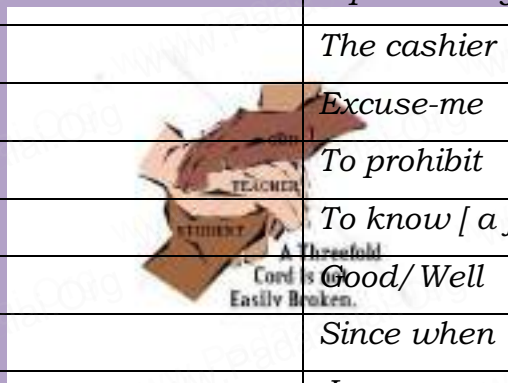 The cashier
Excuse-me
To prohibit
TEACHER
To know [ a
STUDENT
A Threefold
Cord is not
Good/ Well
Easily Broken.
Since when